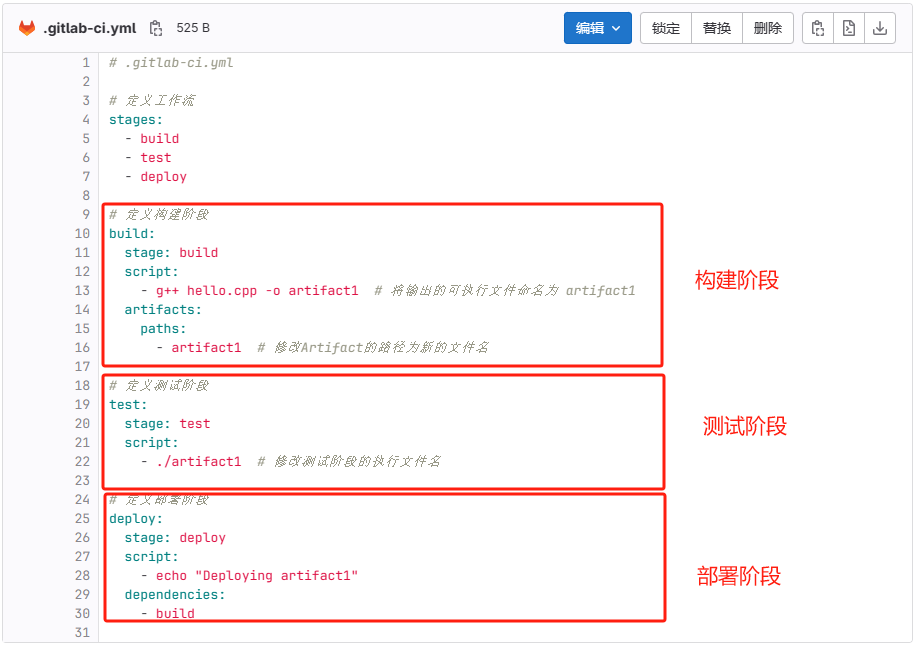 .gitlab-ci.yml 525 B 编辑 锁定 替换 删除
1 # .gitlab-ci.yml
2
3 # 定义工作流
4 stages:
5 - build
6 - test
7 - deploy
8
9 # 定义构建阶段
10 build:
11 stage: build
12 script:
13 - g++ hello.cpp -o artifact1 # 将输出的可执行文件命名为 artifact1
14 artifacts:
15 paths:
16 - artifact1 # 修改Artifact的路径为新的文件名
17
构建阶段
18 # 定义测试阶段
19 test:
20 stage: test
21 script:
22 - ./artifact1 # 修改测试阶段的执行文件名
23
测试阶段
24 # 定义部署阶段
25 deploy:
26 stage: deploy
27 script:
28 - echo "Deploying artifact1"
29 dependencies:
30 - build
31
部署阶段